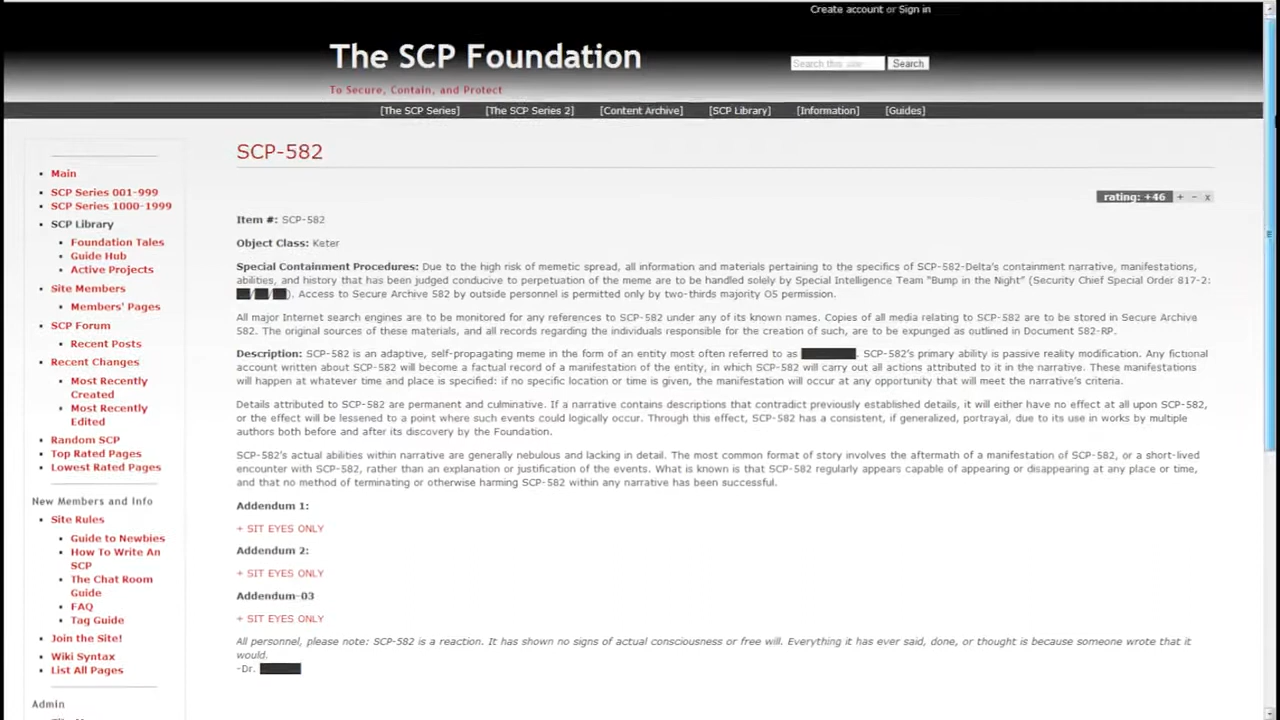 Create account or Sign in
The SCP Foundation
Search this site Search
To Secure, Contain, and Protect
[The SCP Series] [The SCP Series 2] [Content Archive] [SCP Library] [Information] [Guides]
Main
SCP Series 001-999
SCP Series 1000-1999
SCP Library
Foundation Tales
Guide Hub
Active Projects
Site Members
Members' Pages
SCP Forum
Recent Posts
Recent Changes
Most Recently
Created
Most Recently
Edited
Random SCP
Top Rated Pages
Lowest Rated Pages
New Members and Info
Site Rules
Guide to Newbies
How To Write An
SCP
The Chat Room
Guide
FAQ
Tag Guide
Join the Site!
Wiki Syntax
List All Pages
Admin
SCP-582
rating: +46 + – x
Item #: SCP-582
Object Class: Keter
Special Containment Procedures: Due to the high risk of memetic spread, all information and materials pertaining to the specifics of SCP-582-Delta's containment narrative, manifestations,
abilities, and history that has been judged conducive to perpetuation of the meme are to be handled solely by Special Intelligence Team "Bump in the Night" (Security Chief Special Order 817-2:
██/██/██). Access to Secure Archive 582 by outside personnel is permitted only by two-thirds majority O5 permission.
All major Internet search engines are to be monitored for any references to SCP-582 under any of its known names. Copies of all media relating to SCP-582 are to be stored in Secure Archive
582. The original sources of these materials, and all records regarding the individuals responsible for the creation of such, are to be expunged as outlined in Document 582-RP.
Description: SCP-582 is an adaptive, self-propagating meme in the form of an entity most often referred to as ████████. SCP-582's primary ability is passive reality modification. Any fictional
account written about SCP-582 will become a factual record of a manifestation of the entity, in which SCP-582 will carry out all actions attributed to it in the narrative. These manifestations
will happen at whatever time and place is specified: if no specific location or time is given, the manifestation will occur at any opportunity that will meet the narrative's criteria.
Details attributed to SCP-582 are permanent and culminative. If a narrative contains descriptions that contradict previously established details, it will either have no effect at all upon SCP-582,
or the effect will be lessened to a point where such events could logically occur. Through this effect, SCP-582 has a consistent, if generalized, portrayal, due to its use in works by multiple
authors both before and after its discovery by the Foundation.
SCP-582's actual abilities within narrative are generally nebulous and lacking in detail. The most common format of story involves the aftermath of a manifestation of SCP-582, or a short-lived
encounter with SCP-582, rather than an explanation or justification of the events. What is known is that SCP-582 regularly appears capable of appearing or disappearing at any place or time,
and that no method of terminating or otherwise harming SCP-582 within any narrative has been successful.
Addendum 1:
+ SIT EYES ONLY
Addendum 2:
+ SIT EYES ONLY
Addendum-03
+ SIT EYES ONLY
All personnel, please note: SCP-582 is a reaction. It has shown no signs of actual consciousness or free will. Everything it has ever said, done, or thought is because someone wrote that it
would.
-Dr. ██████